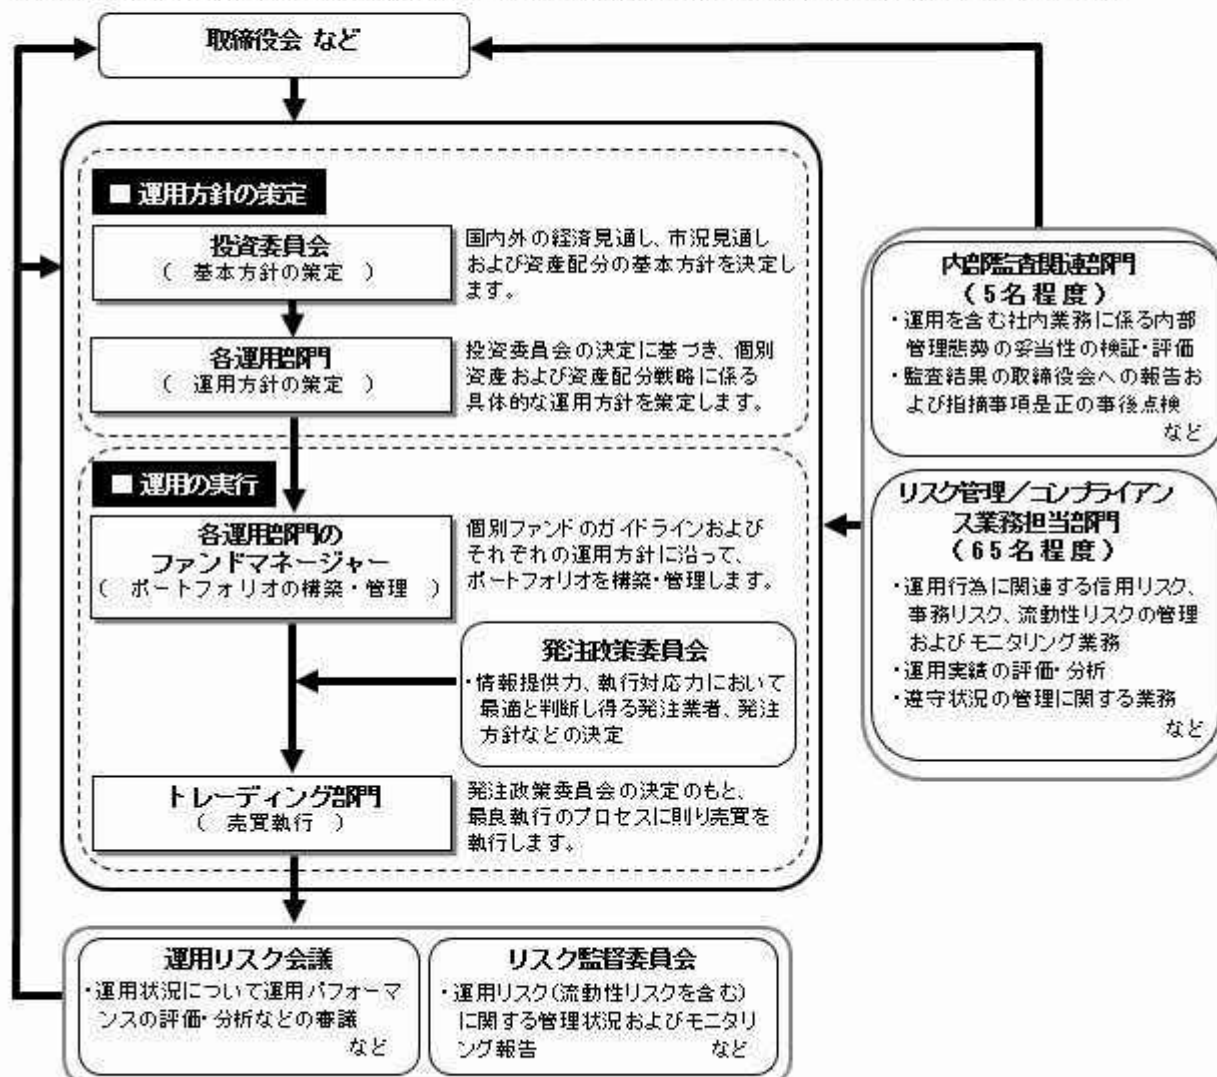 取締役会 など
■ 運用方針の策定
投資委員会
( 基本方針の策定 )
国内外の経済見通し、市況見通し
および資産配分の基本方針を決定し
ます。
各運用部門
( 運用方針の策定 )
投資委員会の決定に基づき、個別
資産および資産配分戦略に係る
具体的な運用方針を策定します。
■ 運用の実行
各運用部門の
ファンドマネージャー
( ポートフォリオの構築・管理 )
個別ファンドのガイドラインおよび
それぞれの運用方針に沿って、
ポートフォリオを構築・管理します。
発注政策委員会
・情報提供力、執行対応力において
最適と判断し得る発注業者、発注
方針などの決定
トレーディング部門
( 売買執行 )
発注政策委員会の決定のもと、
最良執行のプロセスに則り売買を
執行します。
内部監査関連部門
(5名程度)
・運用を含む社内業務に係る内部
管理態勢の妥当性の検証・評価
・監査結果の取締役会への報告お
よび指摘事項是正の事後点検
など
リスク管理/コンプライアン
ス業務担当部門
(65名程度)
・運用行為に関連する信用リスク、
事務リスク、流動性リスクの管理
およびモニタリング業務
・運用実績の評価・分析
・遵守状況の管理に関する業務
など
運用リスク会議
・運用状況について運用パフォーマ
ンスの評価・分析などの審議
など
リスク監督委員会
・運用リスク(流動性リスクを含む)
に関する管理状況およびモニタリ
ング報告 など